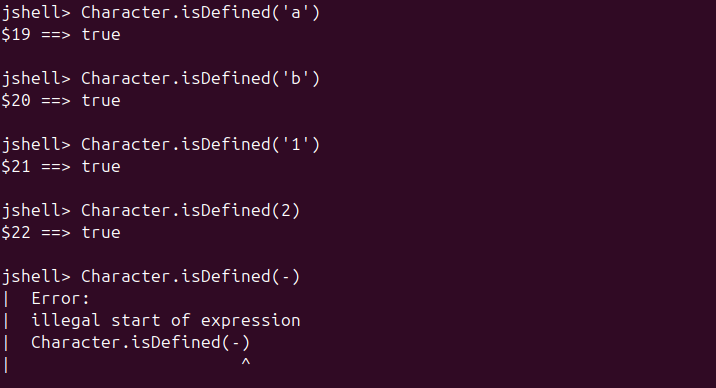 jshell> Character.isDefined('a')
$19 ==> true
jshell> Character.isDefined('b')
$20 ==> true
jshell> Character.isDefined('1')
$21 ==> true
jshell> Character.isDefined(2)
$22 ==> true
jshell> Character.isDefined(-)
|  Error:
|  illegal start of expression
|  Character.isDefined(-)
|                       ^